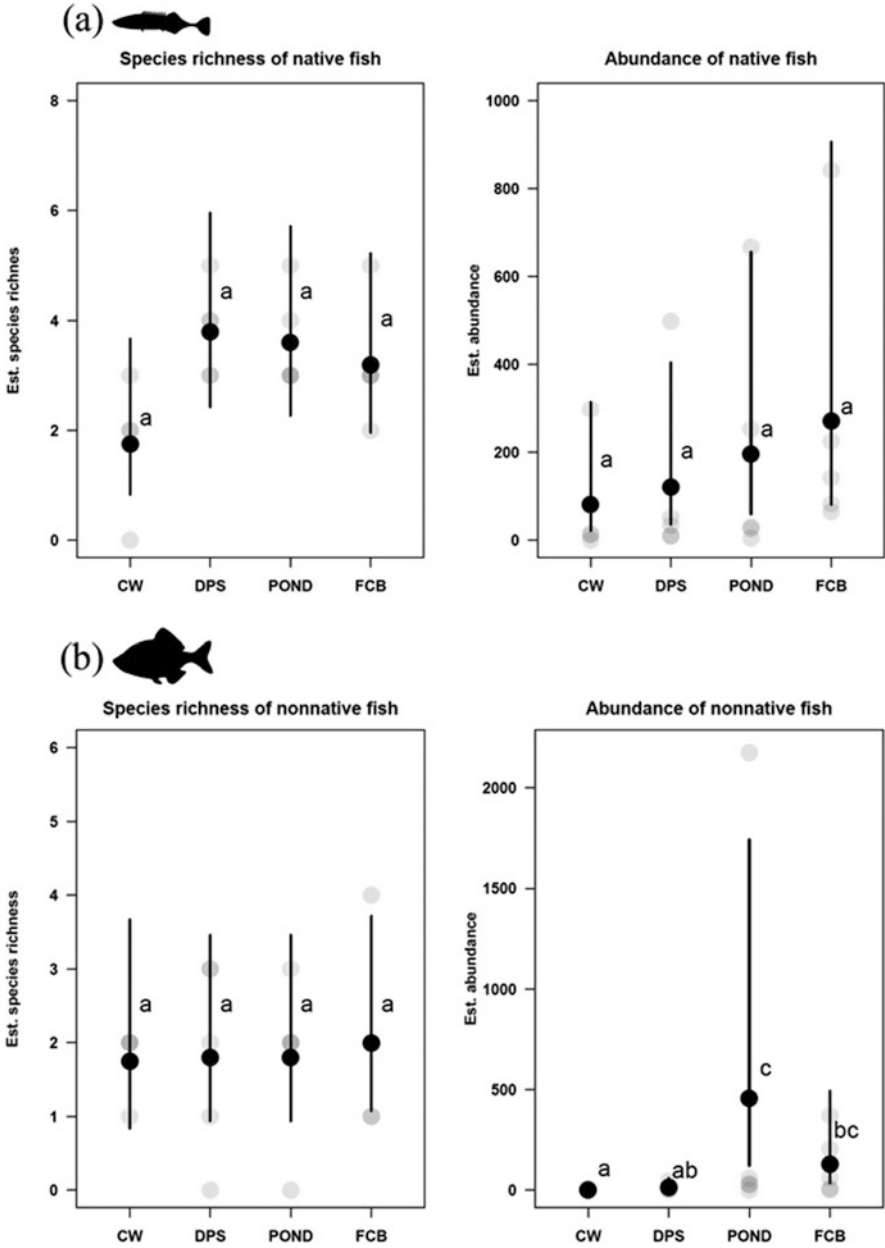 (a)
Species richness of native fish
Est. species richnes
8
6
4
2
0
a
a
a
a
CW DPS POND FCB
Abundance of native fish
Est. abundance
1000
800
600
400
200
0
a
a
a
a
CW DPS POND FCB
(b)
Species richness of nonnative fish
Est. species richness
6
5
4
3
2
1
0
a
a
a
a
CW DPS POND FCB
Abundance of nonnative fish
Est. abundance
2000
1500
1000
500
0
a
ab
c
bc
CW DPS POND FCB